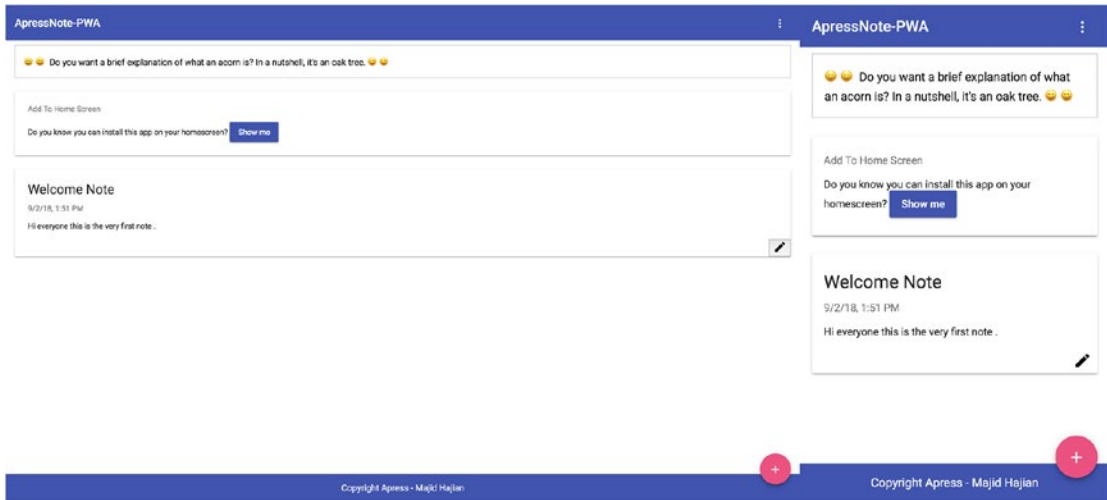 ApressNote-PWA
😄 😄 Do you want a brief explanation of what an acorn is? In a nutshell, it's an oak tree. 😄 😄
Add To Home Screen
Do you know you can install this app on your homescreen? Show me
Welcome Note
9/2/18, 1:51 PM
Hi everyone this is the very first note .
+
Copyright Apress - Majid Hajian
ApressNote-PWA
😄 😄 Do you want a brief explanation of what
an acorn is? In a nutshell, it's an oak tree. 😄 😄
Add To Home Screen
Do you know you can install this app on your
homescreen? Show me
Welcome Note
9/2/18, 1:51 PM
Hi everyone this is the very first note .
+
Copyright Apress - Majid Hajian